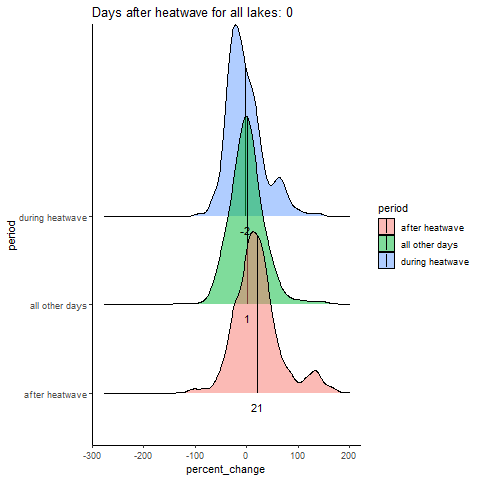 Days after heatwave for all lakes: 0
during heatwave
-2
all other days
1
after heatwave
21
period
-300
-200
-100
0
100
200
percent_change
period
after heatwave
all other days
during heatwave